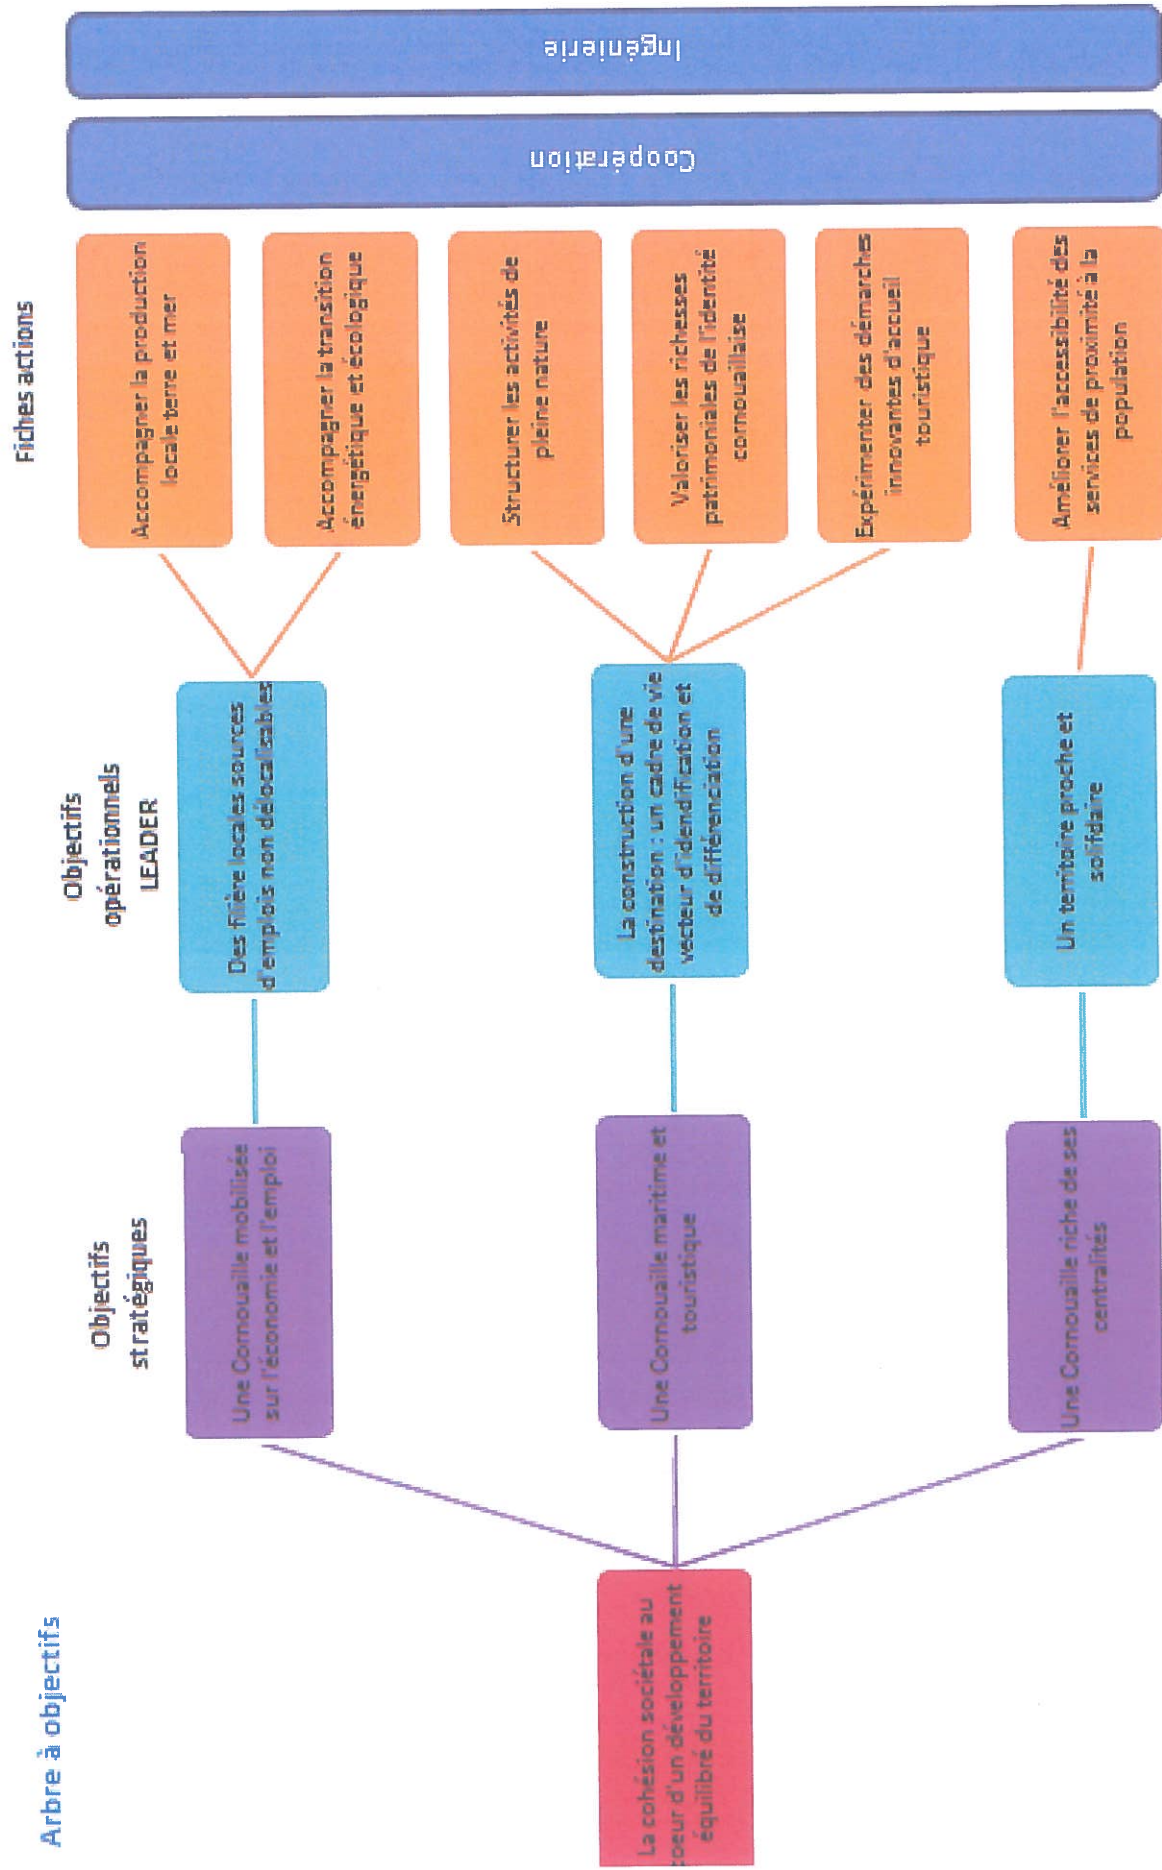 Arbre à objectifs
Objectifs
stratégiques
Objectifs
opérationnels
LEADER
Fiches actions
La cohésion sociétale au
coeur d'un développement
équilibré du territoire
Une Cornouaille mobilisée
sur l'économie et l'emploi
Des filière locales sources
d'emplois non délocalisables
Accompagner la production
locale terre et mer
Accompagner la transition
énergétique et écologique
Une Cornouaille maritime et
touristique
La construction d'une
destination : un cadre de vie
vecteur d'idendification et
de différenciation
Structurer les activités de
pleine nature
Valoriser les richesses
patrimoniales de l'identité
cornouaillaise
Expérimenter des démarches
innovantes d'accueil
touristique
Une Cornouaille riche de ses
centralités
Un territoire proche et
solifdaire
Améliorer l'accessibilité des
services de proximité à la
population
Coopération
Ingénierie